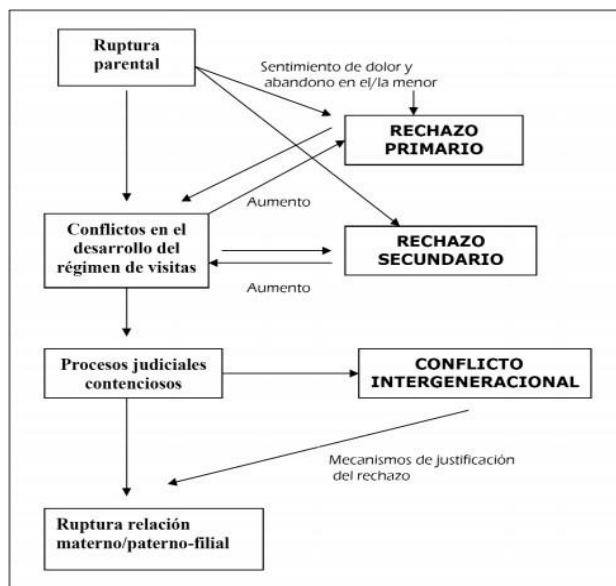 Ruptura
parental
Sentimiento de dolor y
abandono en el/la menor
RECHAZO
PRIMARIO
Aumento
Conflictos en el
desarrollo del
régimen de visitas
RECHAZO
SECUNDARIO
Aumento
Procesos judiciales
contenciosos
CONFLICTO
INTERGENERACIONAL
Mecanismos de justificación
del rechazo
Ruptura relación
materno/paterno-filial